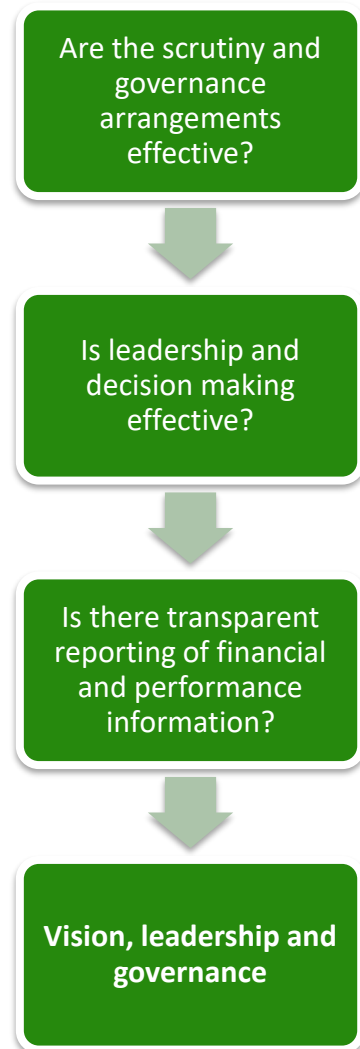 Are the scrutiny and
governance
arrangements
effective?
Is leadership and
decision making
effective?
Is there transparent
reporting of financial
and performance
information?
Vision, leadership and
governance